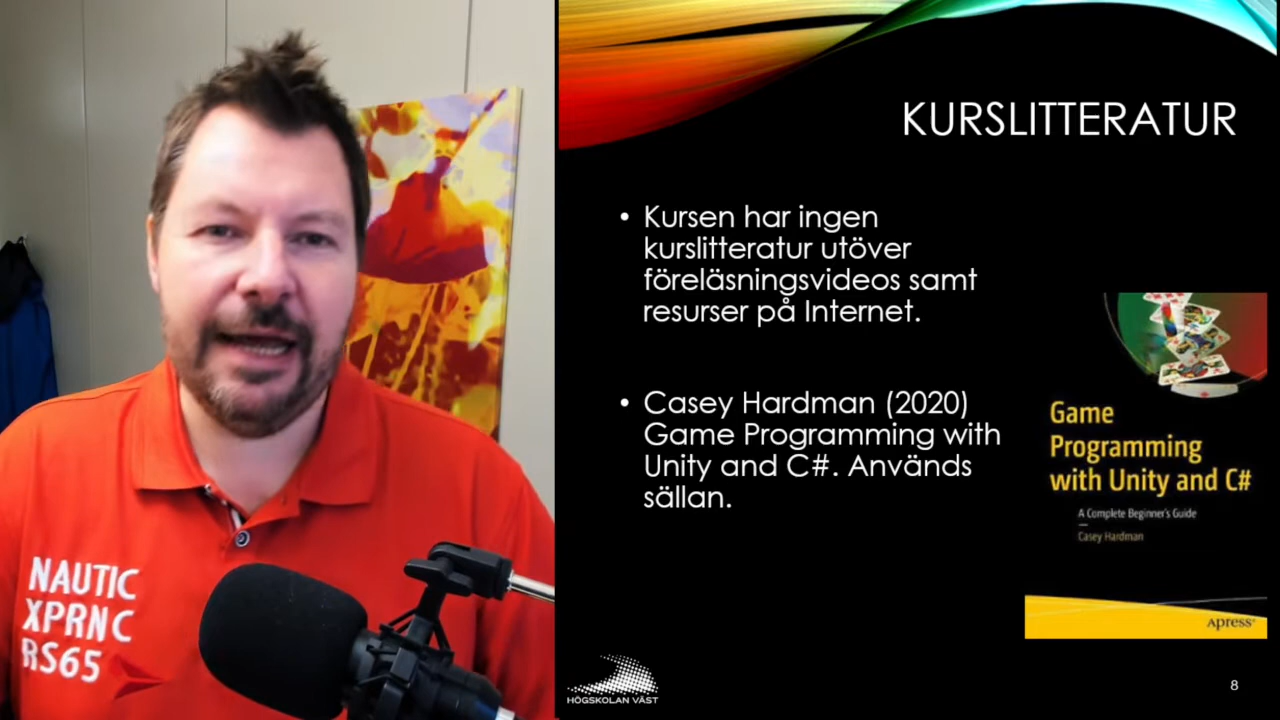 NAUTIC
XPRNC
RS65
KURSLITTERATUR
• Kursen har ingen
kurslitteratur utöver
föreläsningsvideos samt
resurser på Internet.
• Casey Hardman (2020)
Game Programming with
Unity and C#. Används
sällan.
Game
Programming
with Unity and C#
A Complete Beginner's Guide
Casey Hardman
Apress®
HÖGSKOLAN VÄST
8